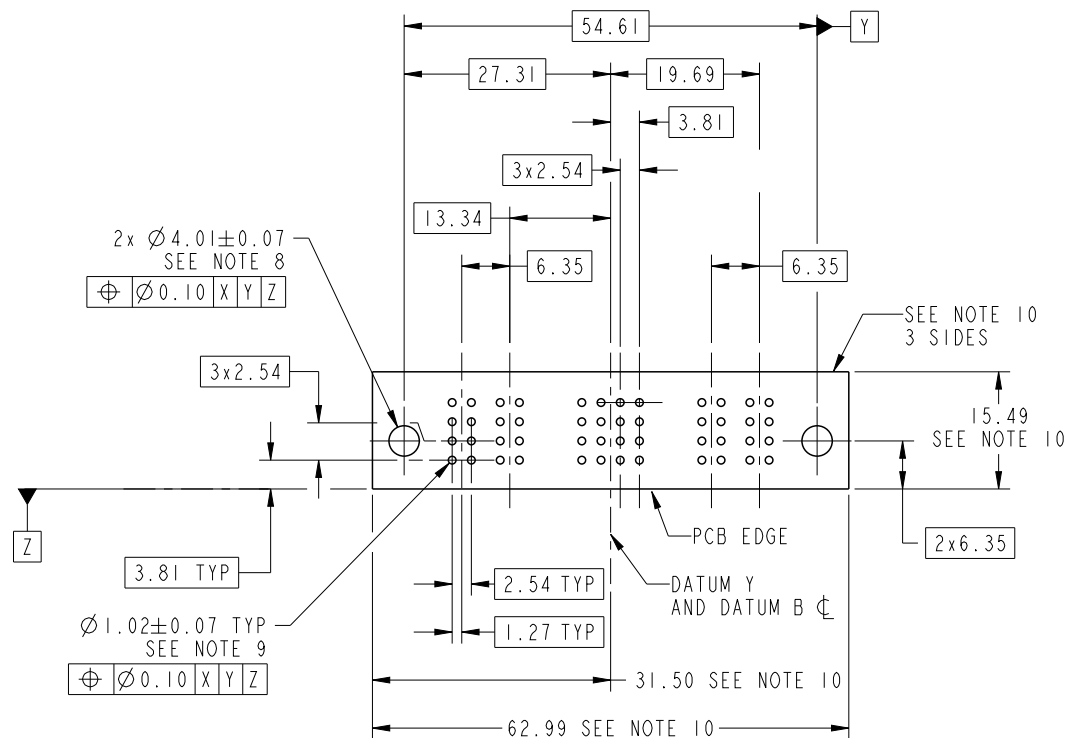 54.61
Y
27.31
19.69
3.81
3x2.54
13.34
2x Ø4.01±0.07
SEE NOTE 8
⌖ Ø0.10 X Y Z
6.35
6.35
SEE NOTE 10
3 SIDES
3x2.54
15.49
SEE NOTE 10
Z
PCB EDGE
2x6.35
3.81 TYP
2.54 TYP
DATUM Y
AND DATUM B ℄
Ø1.02±0.07 TYP
SEE NOTE 9
1.27 TYP
⌖ Ø0.10 X Y Z
31.50 SEE NOTE 10
62.99 SEE NOTE 10